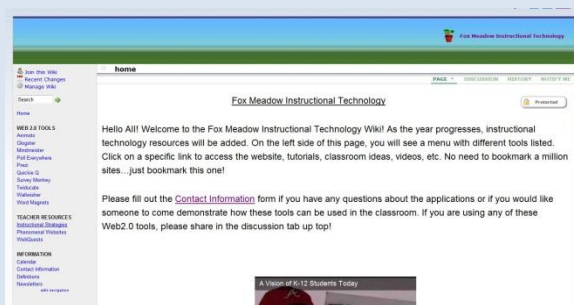 Fox Meadow Instructional Technology
Join this Wiki
Recent Changes
Manage Wiki
Search
Home
WEB 2.0 TOOLS
Animoto
Glogster
Mindmeister
Poll Everywhere
Prezi
Quickie Q
Survey Monkey
Twiducate
Wallwisher
Word Magnets
TEACHER RESOURCES
Instructional Strategies
Phenomenal Websites
WebQuests
INFORMATION
Calendar
Contact Information
Definitions
Newsletters
edit navigation
home
PAGE DISCUSSION HISTORY NOTIFY ME
Fox Meadow Instructional Technology
Protected
Hello All! Welcome to the Fox Meadow Instructional Technology Wiki! As the year progresses, instructional
technology resources will be added. On the left side of this page, you will see a menu with different tools listed.
Click on a specific link to access the website, tutorials, classroom ideas, videos, etc. No need to bookmark a million
sites...just bookmark this one!
Please fill out the Contact Information form if you have any questions about the applications or if you would like
someone to come demonstrate how these tools can be used in the classroom. If you are using any of these
Web2.0 tools, please share in the discussion tab up top!
A Vision of K-12 Students Today